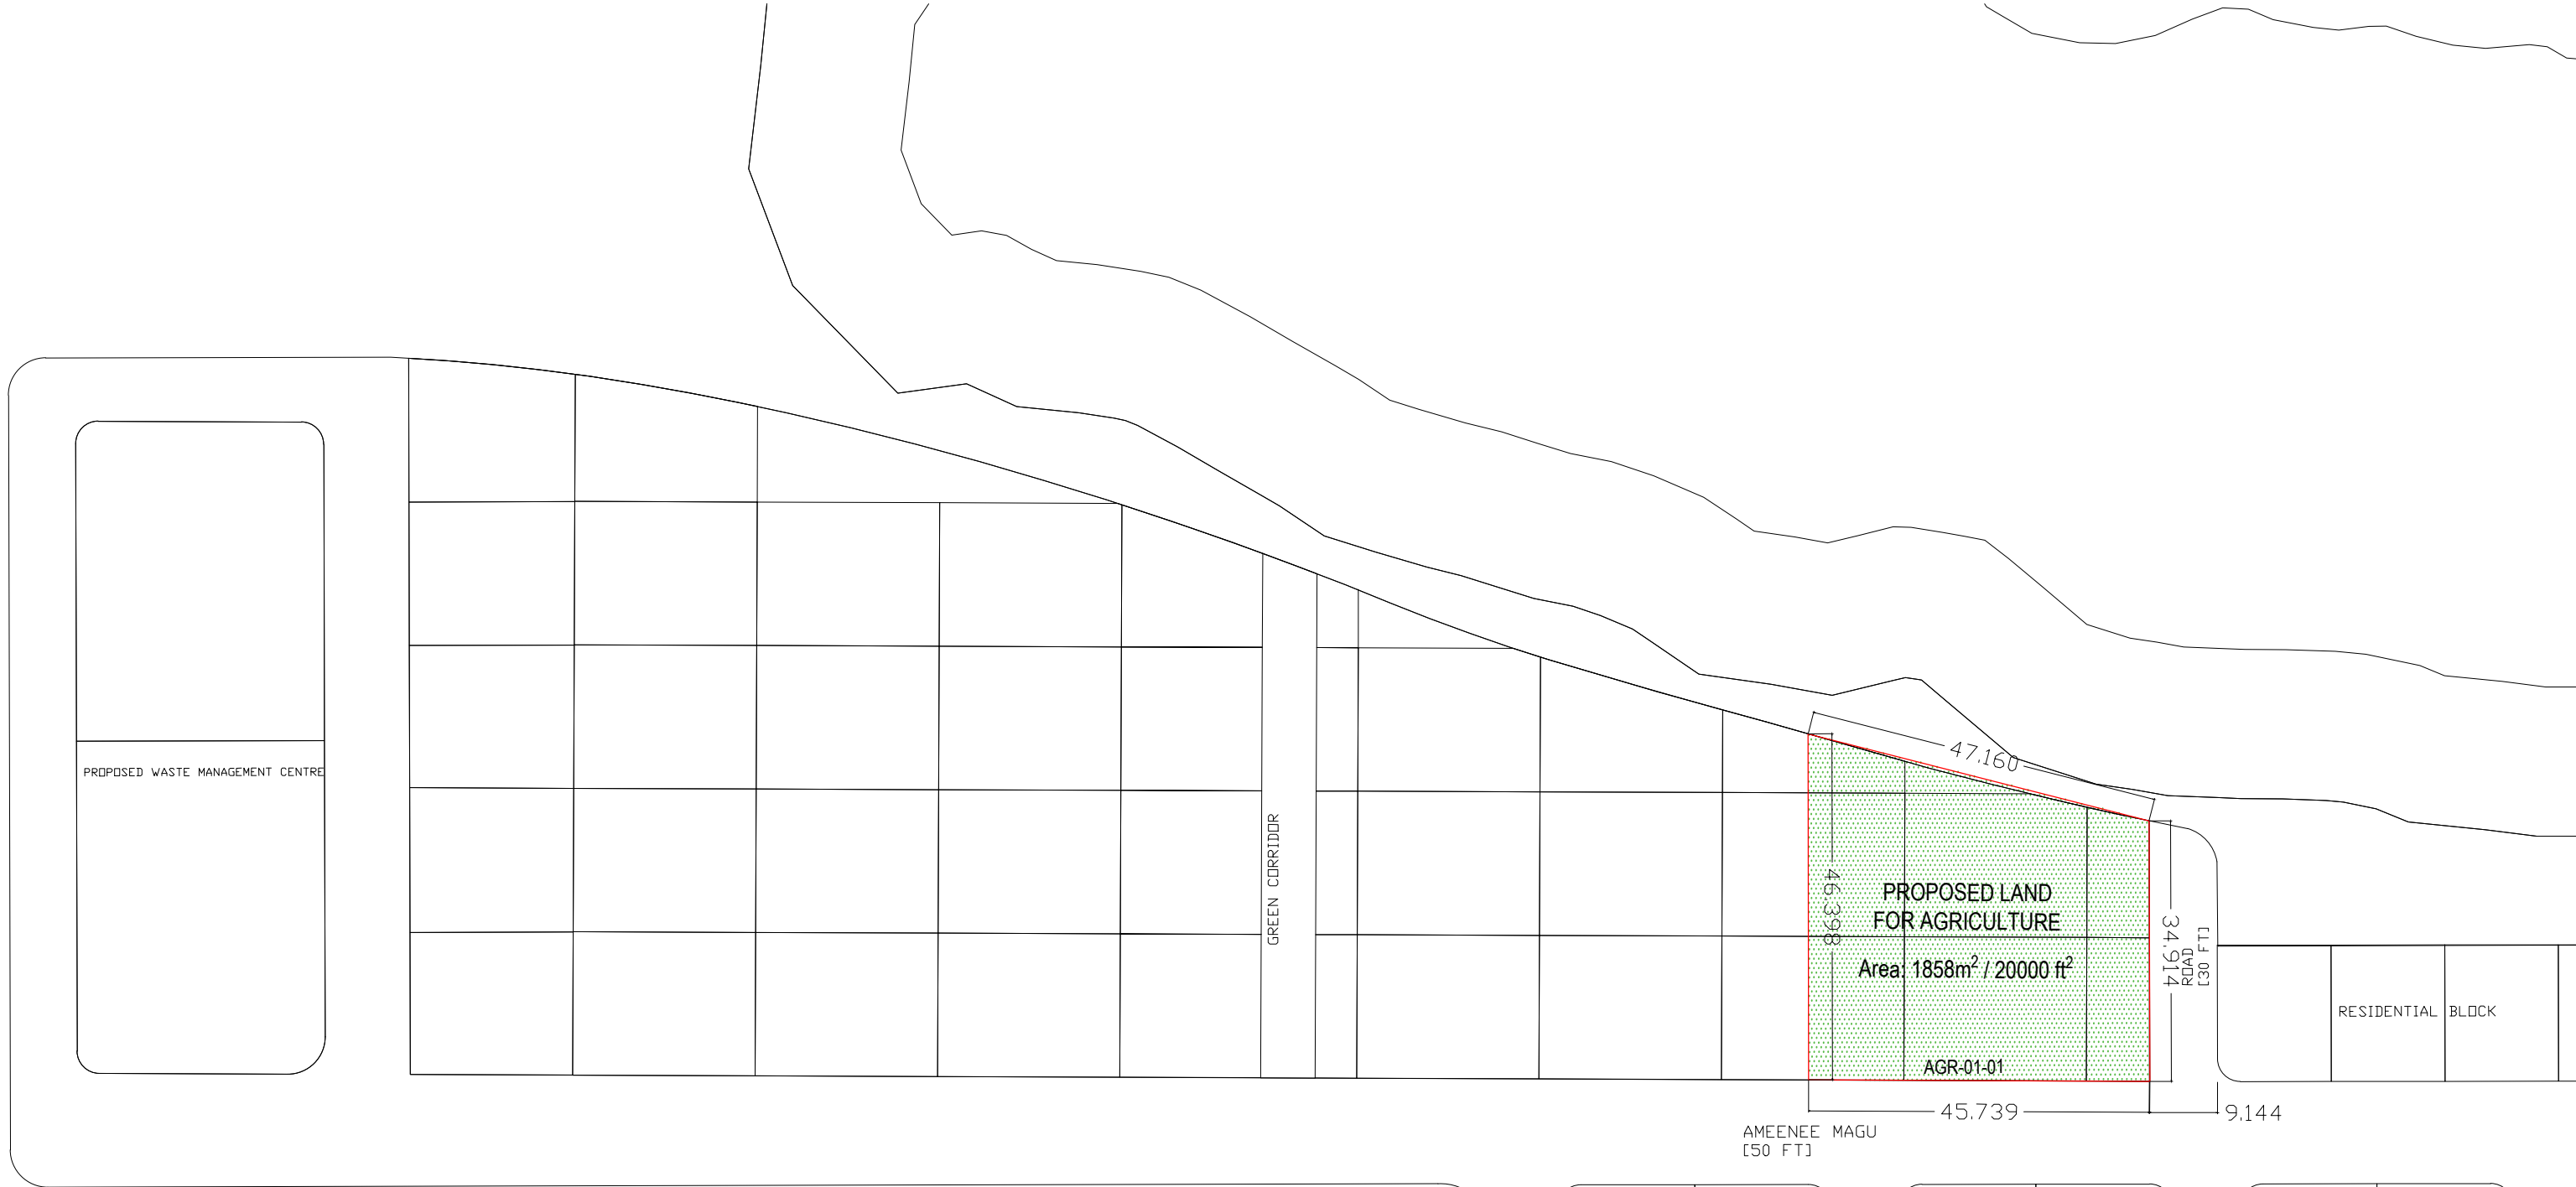 47.160
PROPOSED WASTE MANAGEMENT CENTRE
GREEN CORRIDOR
46.398
PROPOSED LAND
FOR AGRICULTURE
Area: 1858m² / 20000 ft²
34.914
ROAD
[30 FT]
RESIDENTIAL BLOCK
AGR-01-01
45.739
9.144
AMEENEE MAGU
[50 FT]